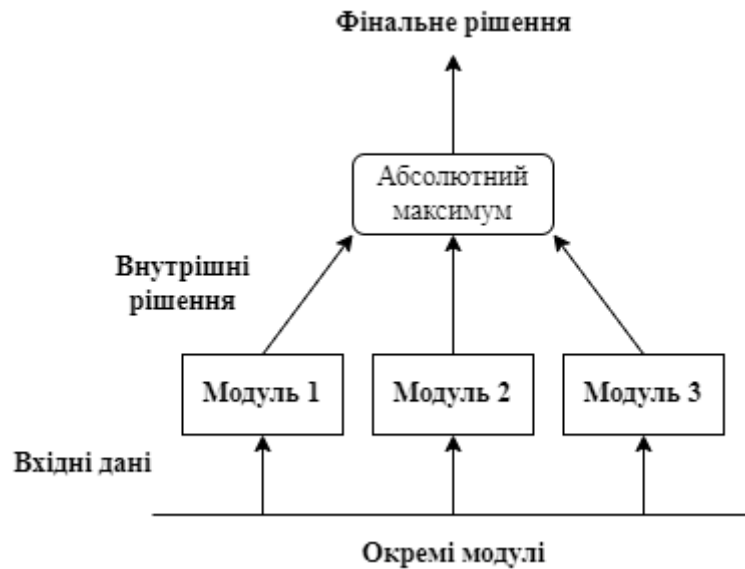 Фінальне рішення
Абсолютний
максимум
Внутрішні
рішення
Модуль 1
Модуль 2
Модуль 3
Вхідні дані
Окремі модулі